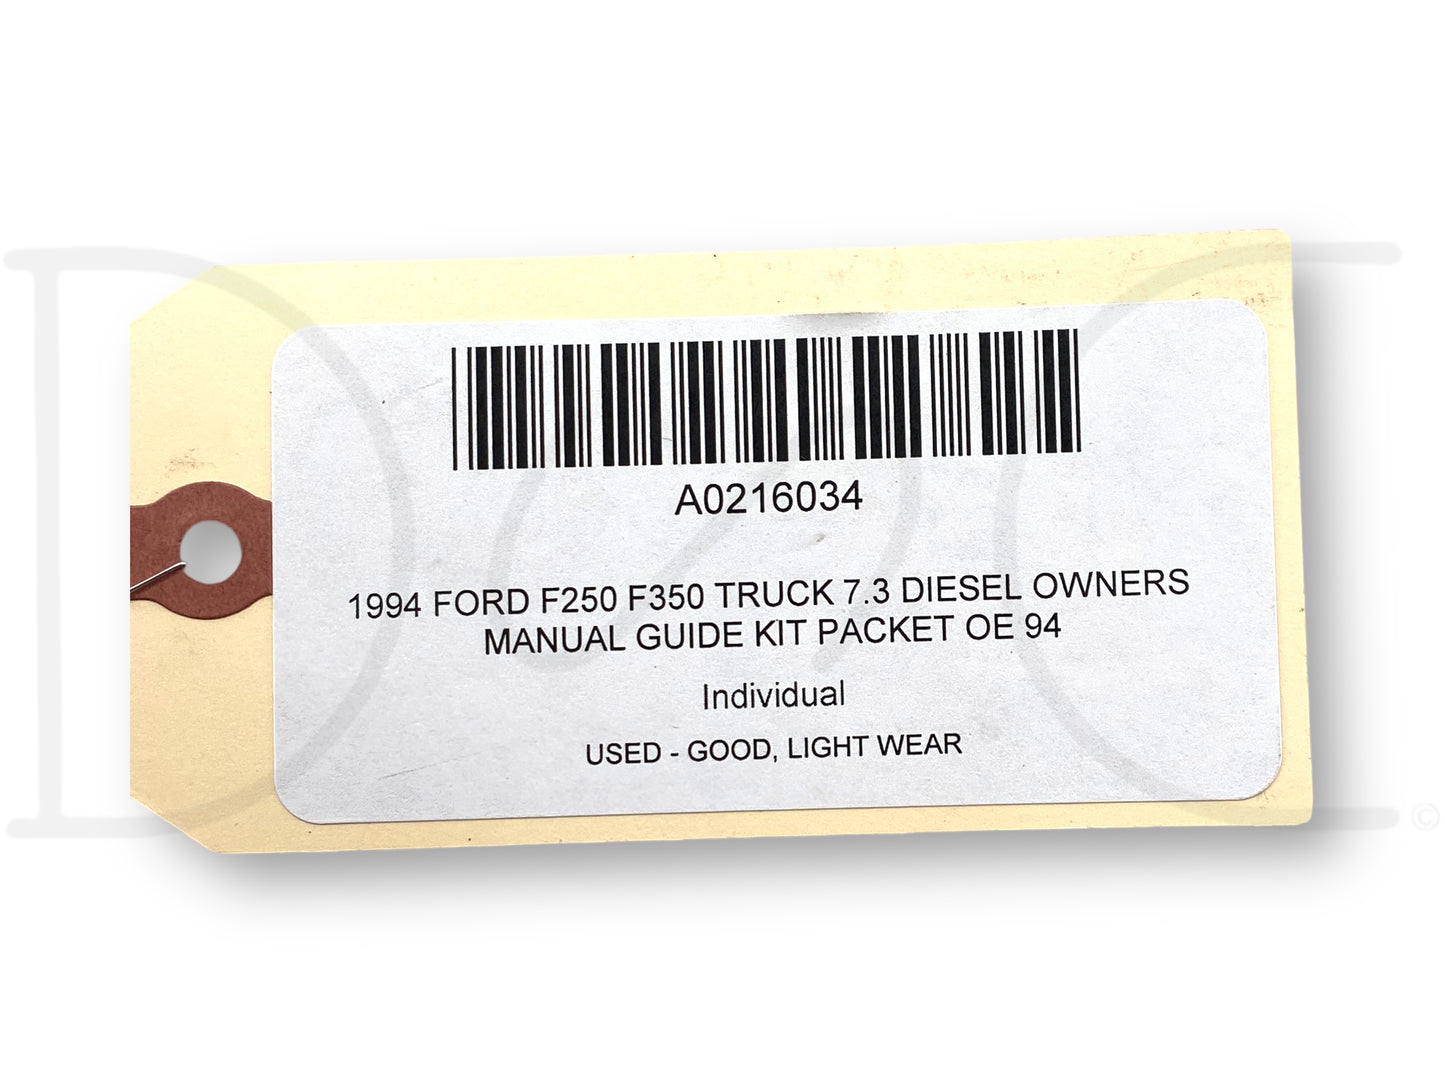 A0216034
1994 FORD F250 F350 TRUCK 7.3 DIESEL OWNERS
MANUAL GUIDE KIT PACKET OE 94
Individual
USED - GOOD, LIGHT WEAR
©